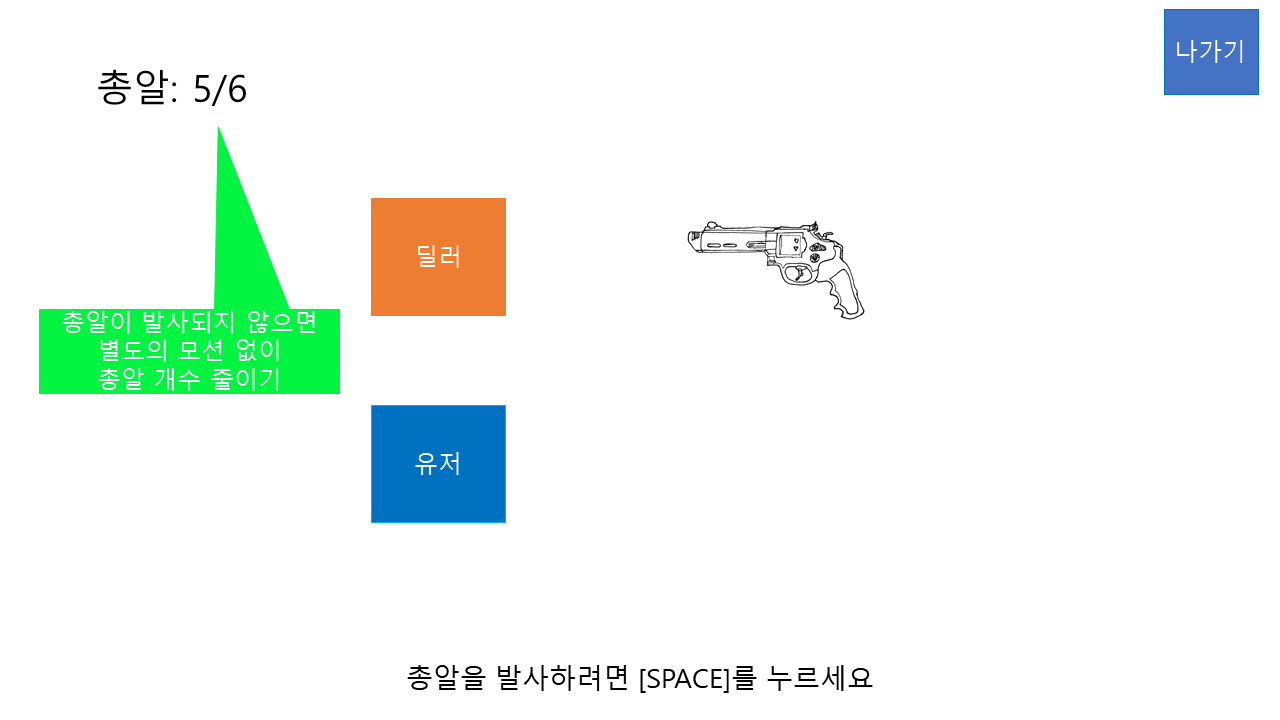 나가기
총알: 5/6
딜러
총알이 발사되지 않으면
별도의 모션 없이
총알 개수 줄이기
유저
총알을 발사하려면 [SPACE]를 누르세요